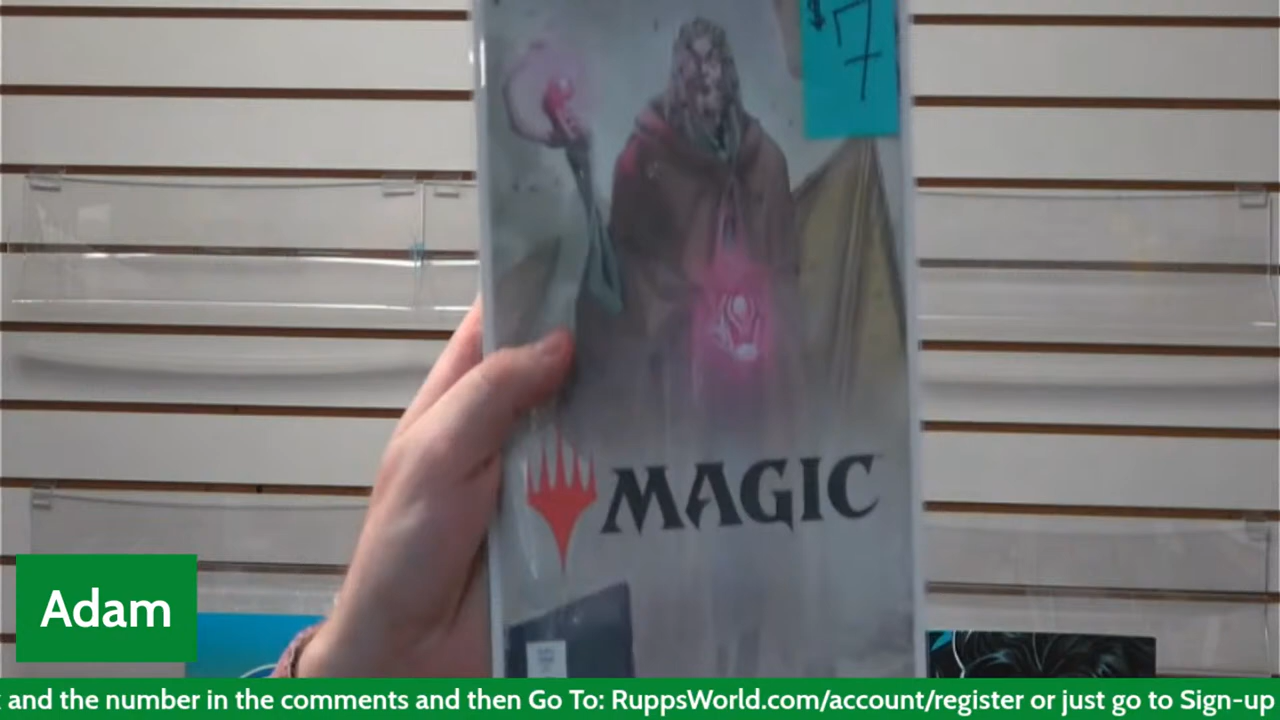 $7
MAGIC
Adam
and the number in the comments and then Go To: RuppsWorld.com/account/register or just go to Sign-up